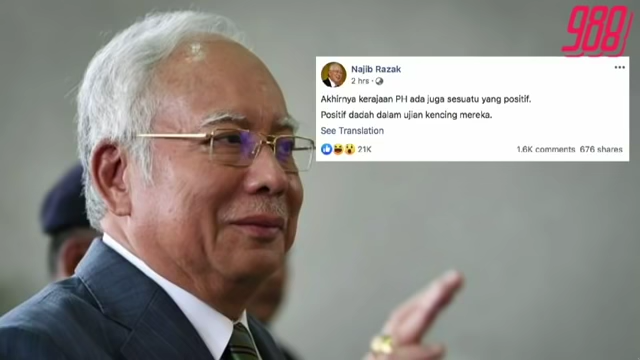 988
Najib Razak
2 hrs ·
Akhirnya kerajaan PH ada juga sesuatu yang positif.
Positif dadah dalam ujian kencing mereka.
See Translation
21K 1.6K comments 676 shares